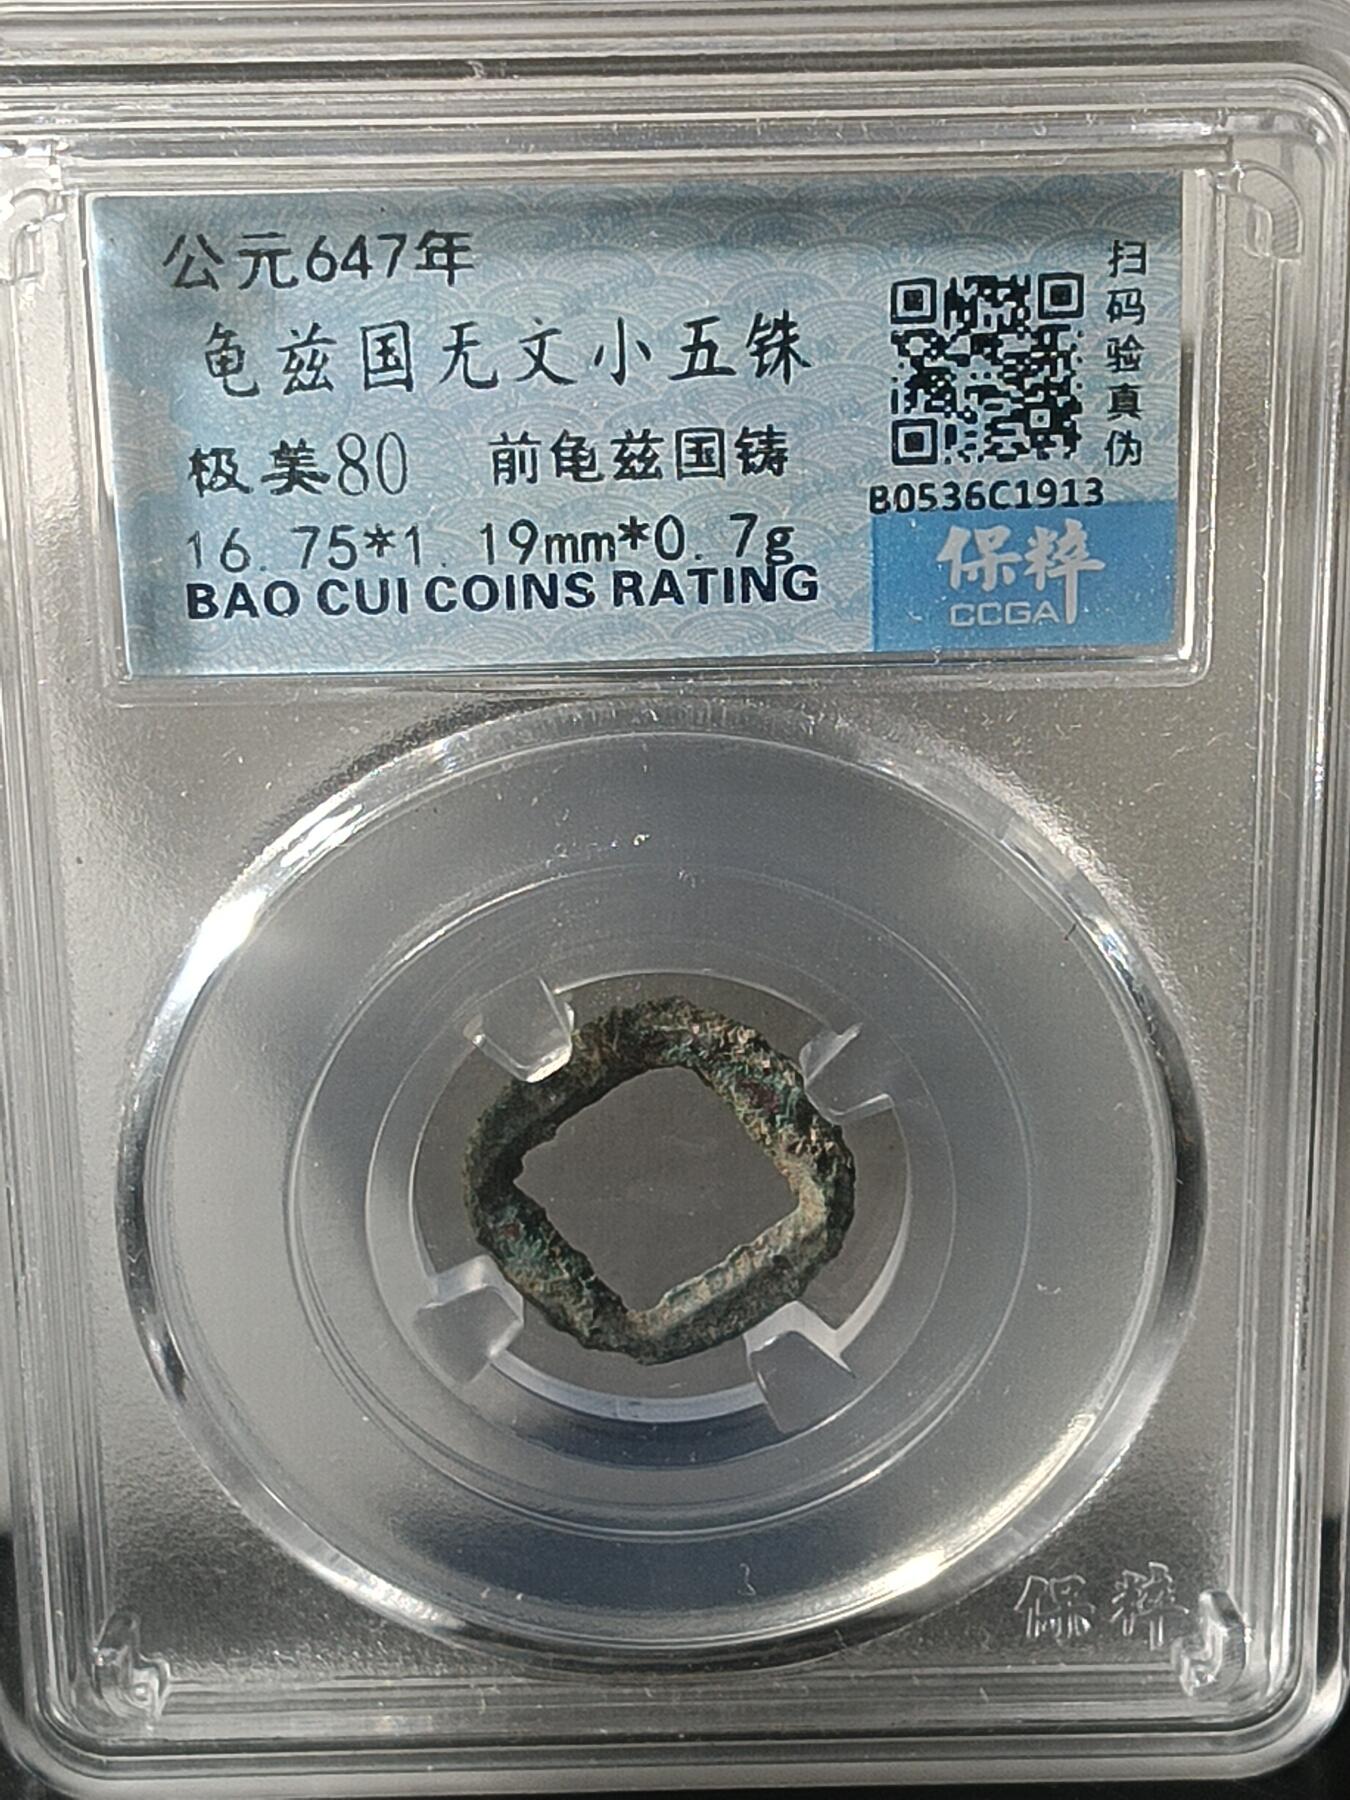 公元647年
龟兹国无文小五铢
极美80 前龟兹国铸
16.75*1.19mm*0.7g
BAO CUI COINS RATING
扫码验真伪
B0536C1913
保粹
CCGA
保粹